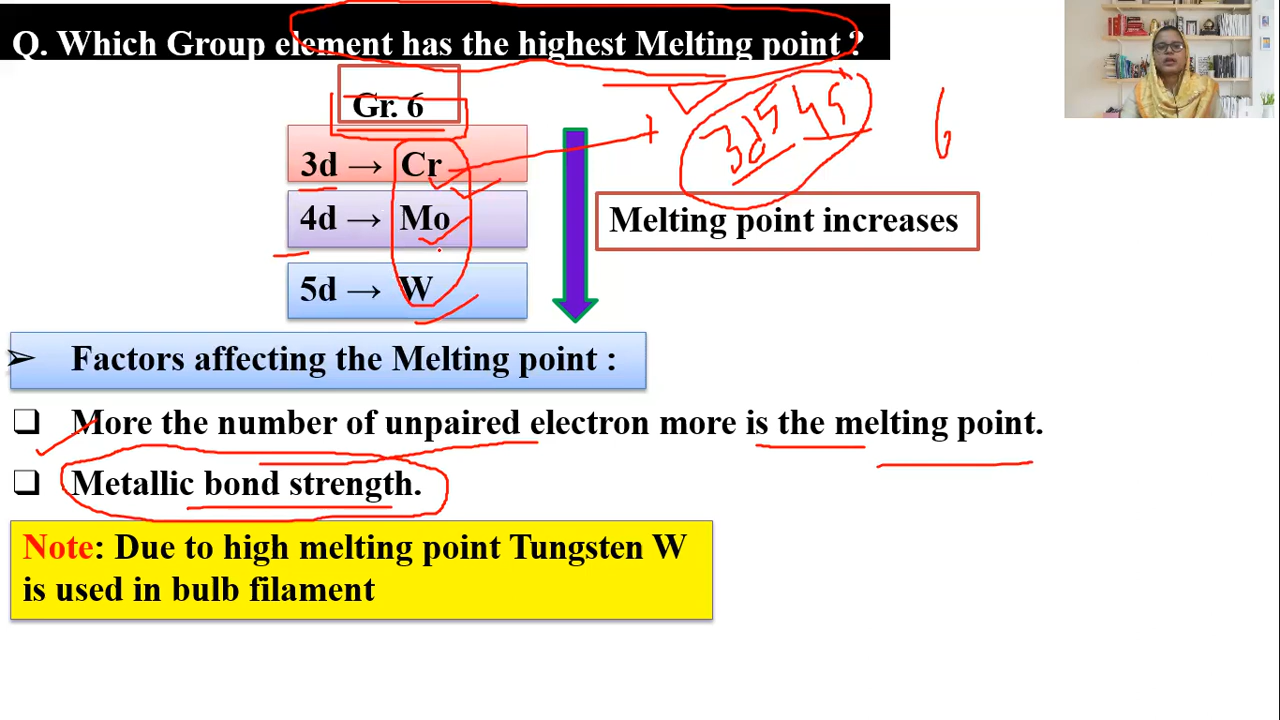 Q. Which Group element has the highest Melting point ?
Gr. 6
3d → Cr
3d5 4s1
6
4d → Mo
Melting point increases
5d → W
➢ Factors affecting the Melting point :
❑ More the number of unpaired electron more is the melting point.
❑ Metallic bond strength.
Note: Due to high melting point Tungsten W
is used in bulb filament